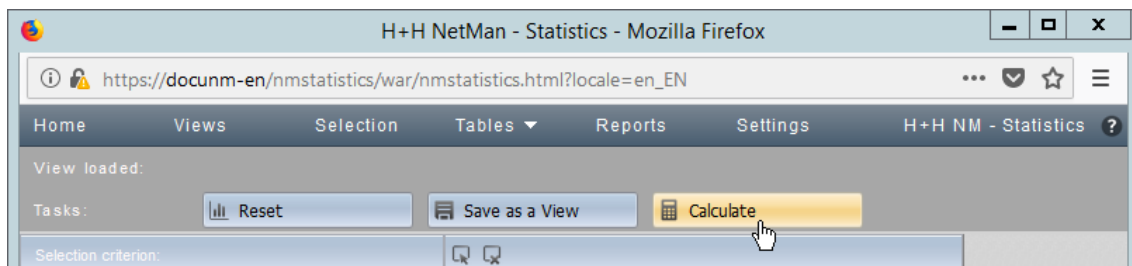 H+H NetMan - Statistics - Mozilla Firefox
https://docunm-en/nmstatistics/war/nmstatistics.html?locale=en_EN
Home Views Selection Tables Reports Settings H+H NM - Statistics ?
View loaded:
Tasks: Reset Save as a View Calculate
Selection criterion: